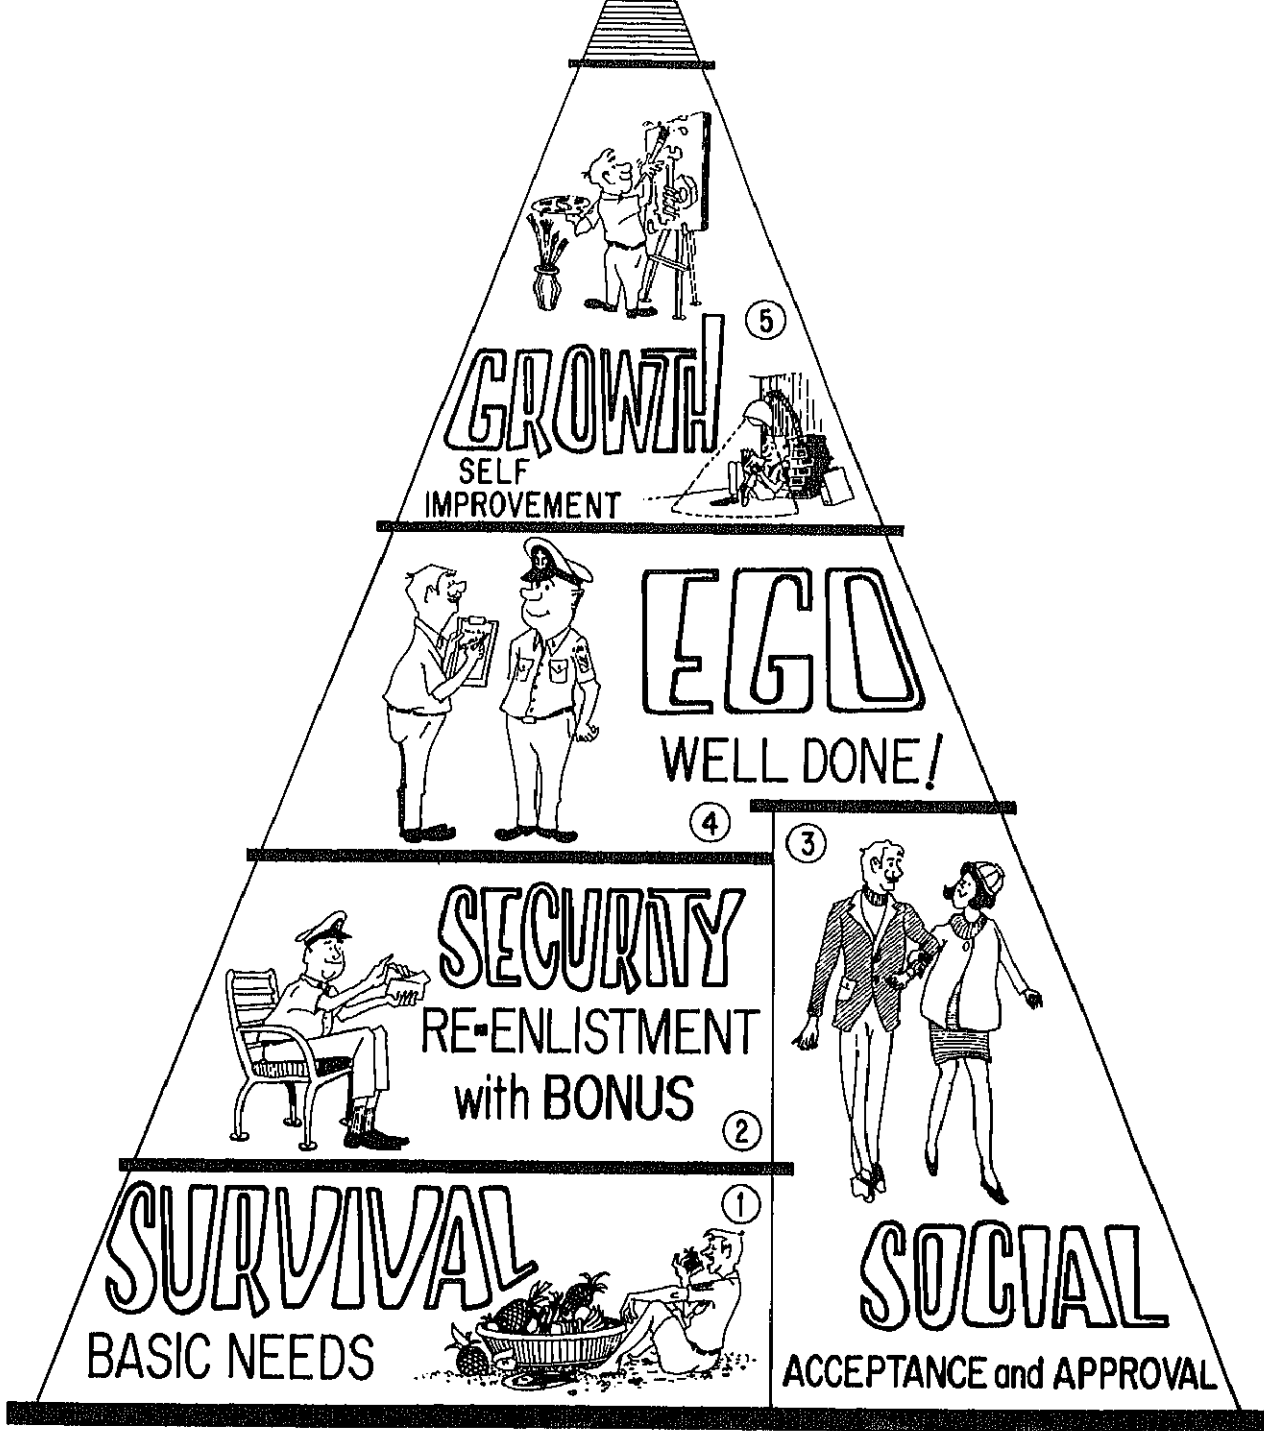 5
GROWTH
SELF
IMPROVEMENT
EGO
WELL DONE!
4
3
SECURITY
RE-ENLISTMENT
with BONUS
2
1
SURVIVAL
BASIC NEEDS
SOCIAL
ACCEPTANCE and APPROVAL